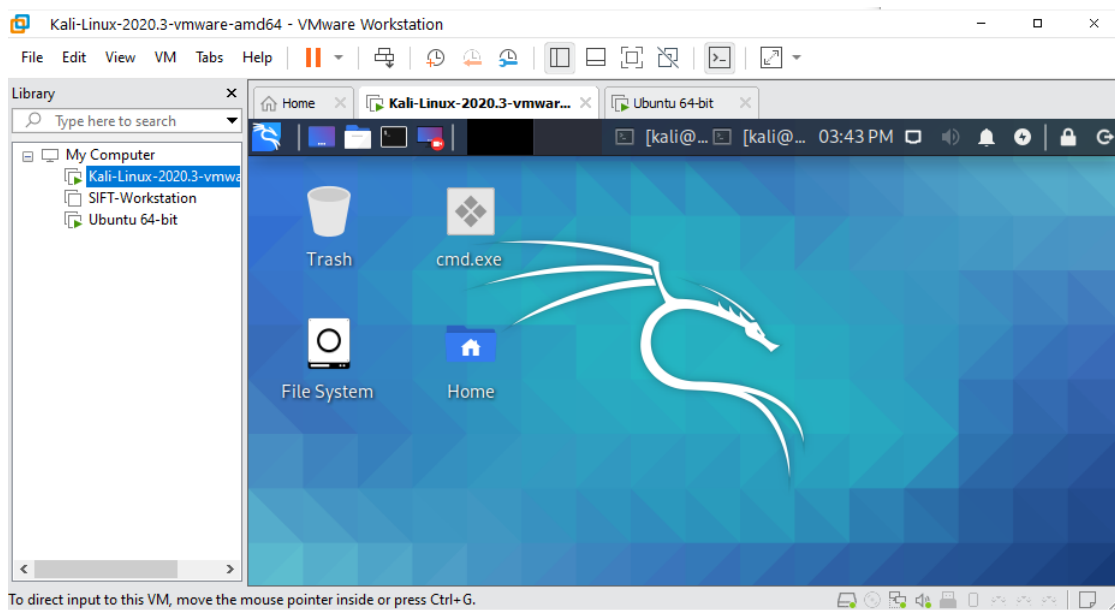 Kali-Linux-2020.3-vmware-amd64 - VMware Workstation
File Edit View VM Tabs Help
Library
Type here to search
My Computer
Kali-Linux-2020.3-vmwa
SIFT-Workstation
Ubuntu 64-bit
Home Kali-Linux-2020.3-vmwar... Ubuntu 64-bit
[kali@... [kali@... 03:43 PM
Trash cmd.exe
File System Home
To direct input to this VM, move the mouse pointer inside or press Ctrl+G.